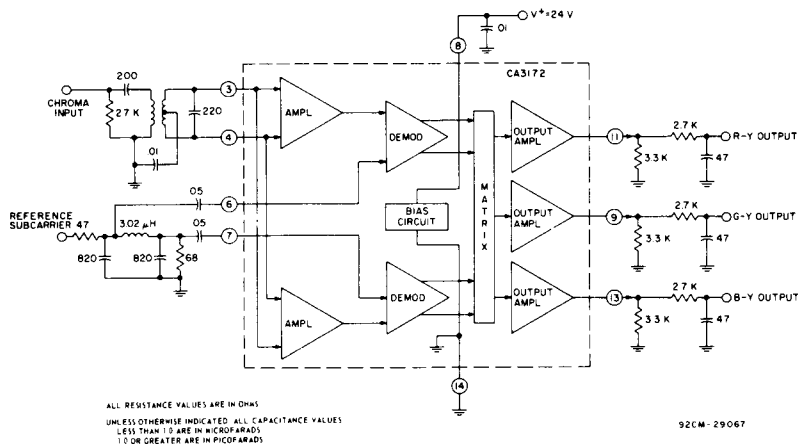 V+=24 V
.01
8
CA3172
200
CHROMA INPUT
2.7 K
220
.01
3
4
AMPL
DEMOD
OUTPUT AMPL
11
2.7 K
R-Y OUTPUT
3.3 K
47
.05
6
REFERENCE SUBCARRIER
47
3.02 µH
.05
7
820
820
68
BIAS CIRCUIT
MATRIX
OUTPUT AMPL
9
2.7 K
G-Y OUTPUT
3.3 K
47
AMPL
DEMOD
OUTPUT AMPL
13
2.7 K
B-Y OUTPUT
3.3 K
47
14
ALL RESISTANCE VALUES ARE IN OHMS
UNLESS OTHERWISE INDICATED ALL CAPACITANCE VALUES
LESS THAN 1.0 ARE IN MICROFARADS
1.0 OR GREATER ARE IN PICOFARADS
92CM-29067